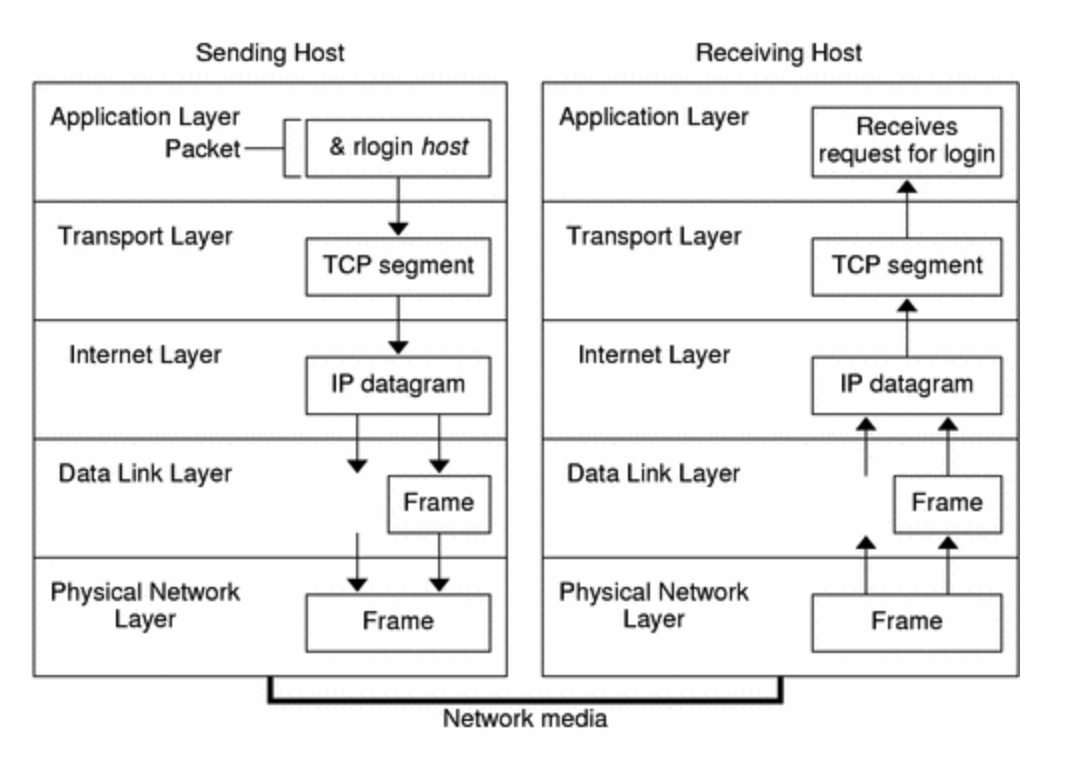 Sending Host
Application Layer
Packet
& rlogin host
Transport Layer
TCP segment
Internet Layer
IP datagram
Data Link Layer
Frame
Physical Network
Layer
Frame
Receiving Host
Application Layer
Receives
request for login
Transport Layer
TCP segment
Internet Layer
IP datagram
Data Link Layer
Frame
Physical Network
Layer
Frame
Network media